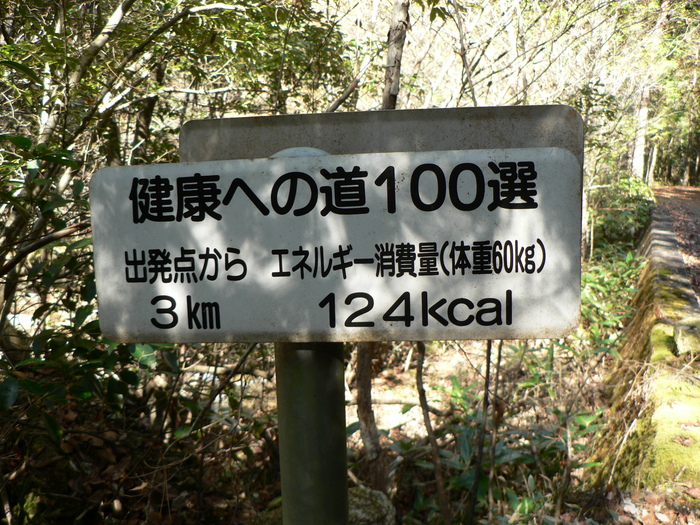 健康への道100選
出発点から エネルギー消費量(体重60kg)
3km 124kcal